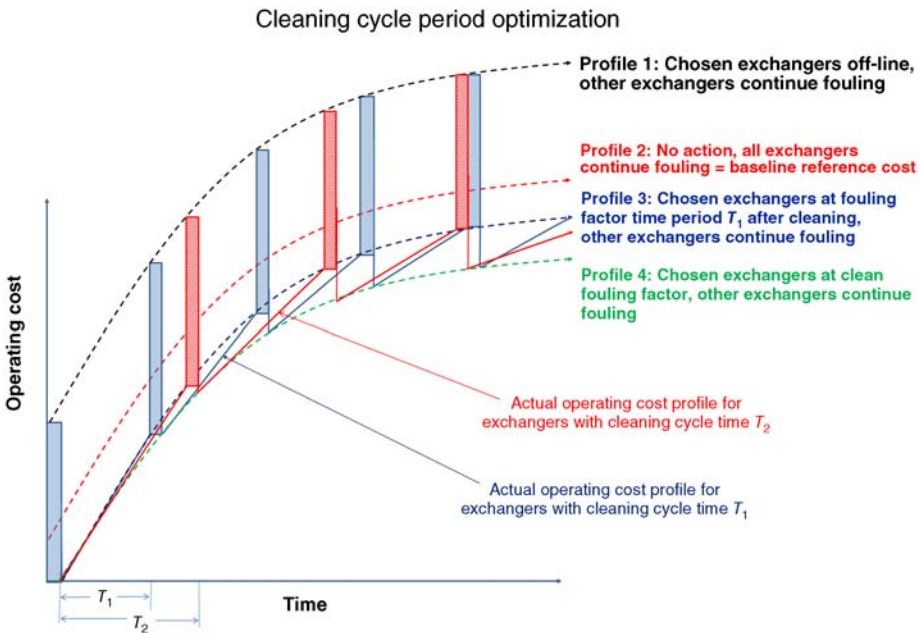 Cleaning cycle period optimization
Profile 1: Chosen exchangers off-line,
other exchangers continue fouling
Profile 2: No action, all exchangers
continue fouling = baseline reference cost
Profile 3: Chosen exchangers at fouling
factor time period T1 after cleaning,
other exchangers continue fouling
Profile 4: Chosen exchangers at clean
fouling factor, other exchangers continue
fouling
Operating cost
Actual operating cost profile for
exchangers with cleaning cycle time T2
Actual operating cost profile for
exchangers with cleaning cycle time T1
T1
Time
T2